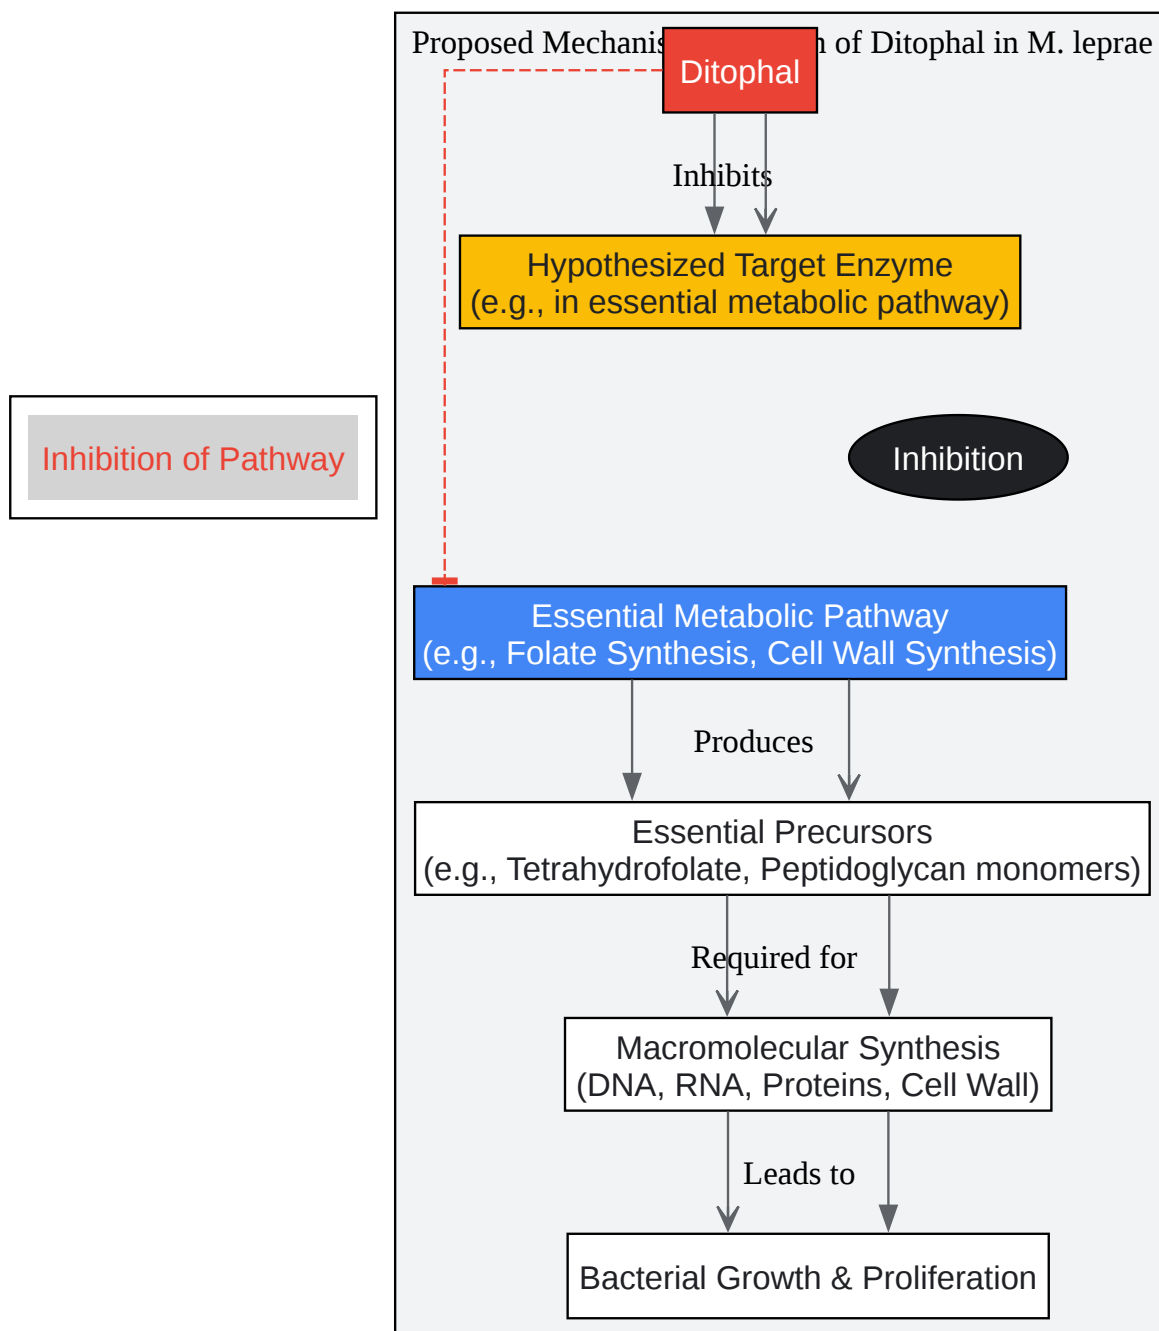 Proposed Mechanis n of Ditophal in M. leprae
Ditophal
Inhibits
Hypothesized Target Enzyme
(e.g., in essential metabolic pathway)
Inhibition of Pathway
Inhibition
Essential Metabolic Pathway
(e.g., Folate Synthesis, Cell Wall Synthesis)
Produces
Essential Precursors
(e.g., Tetrahydrofolate, Peptidoglycan monomers)
Required for
Macromolecular Synthesis
(DNA, RNA, Proteins, Cell Wall)
Leads to
Bacterial Growth & Proliferation